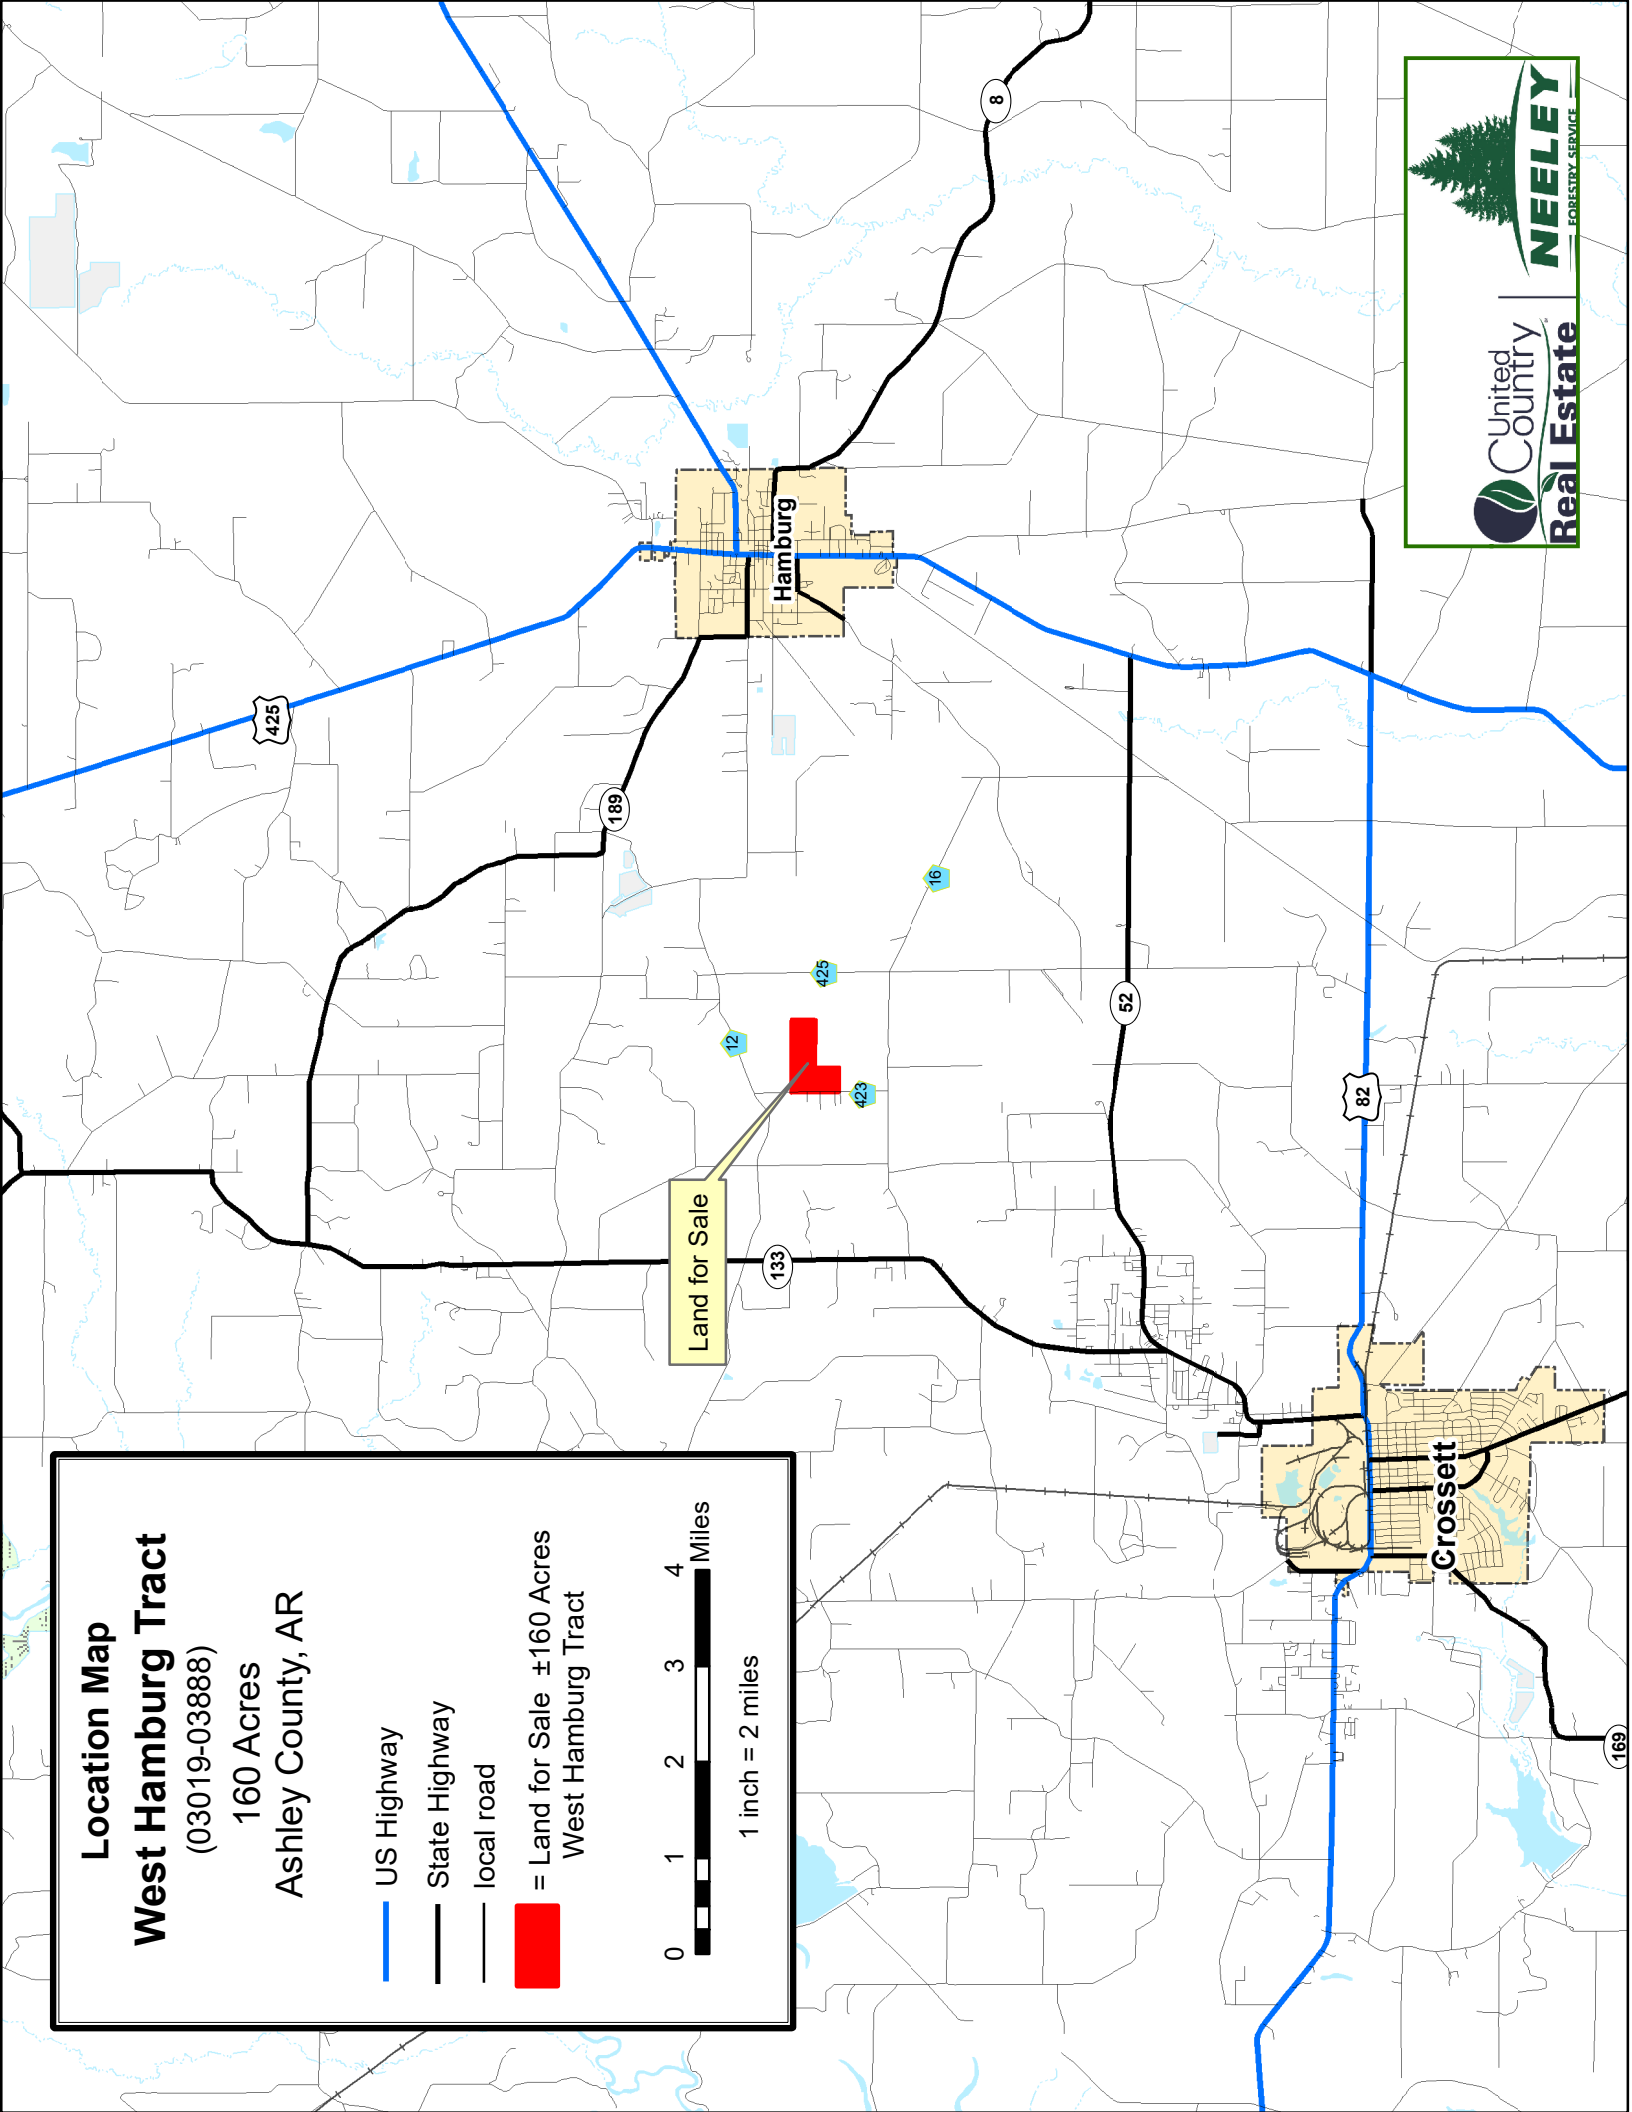 Location Map
West Hamburg Tract
(03019-03888)
160 Acres
Ashley County, AR
US Highway
State Highway
local road
= Land for Sale ±160 Acres
West Hamburg Tract
0 1 2 3 4
Miles
1 inch = 2 miles
Land for Sale
425
189
8
Hamburg
12
425
16
423
133
52
82
Crossett
169
United
Country
Real Estate
NEELEY
FORESTRY SERVICE